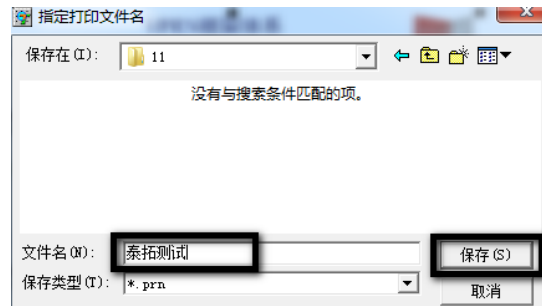 指定打印文件名
保存在(I):
11
没有与搜索条件匹配的项。
文件名(N):
泰拓测试
保存(S)
保存类型(T):
*.prn
取消